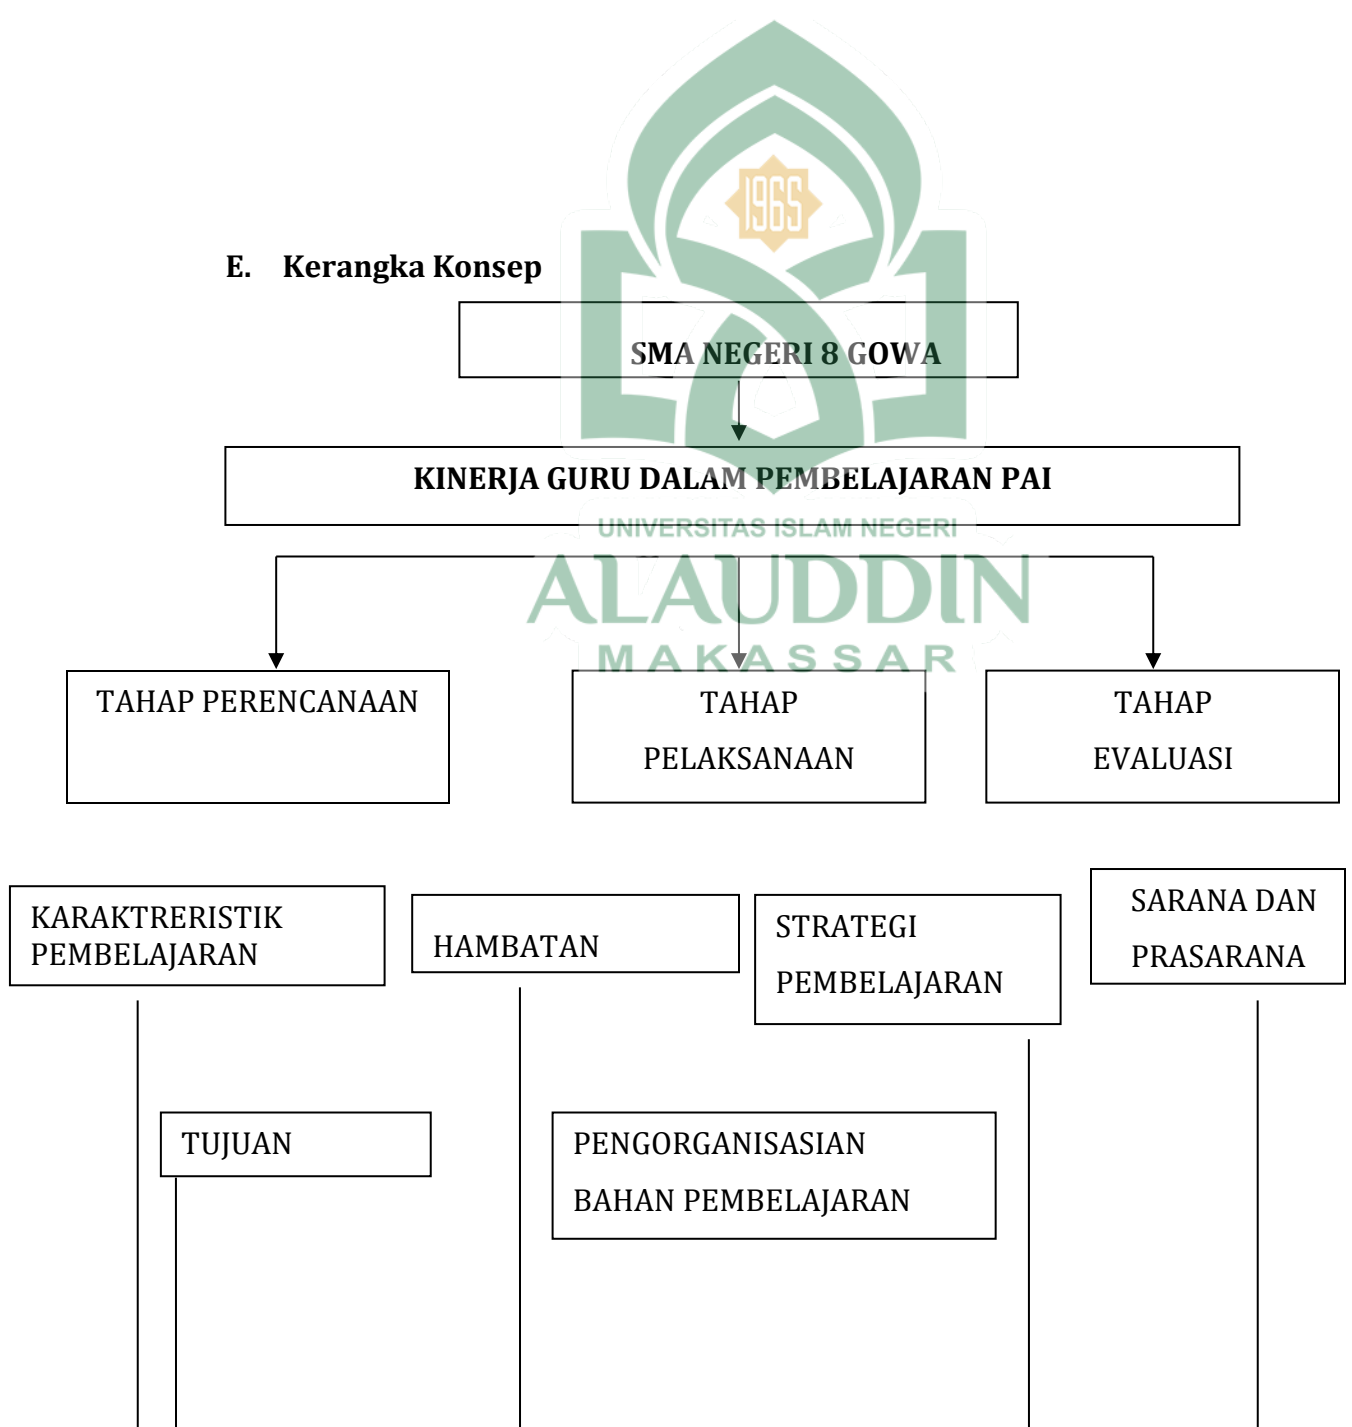 1965
E. Kerangka Konsep
SMA NEGERI 8 GOWA
KINERJA GURU DALAM PEMBELAJARAN PAI
UNIVERSITAS ISLAM NEGERI
ALAUDDIN
MAKASSAR
TAHAP PERENCANAAN
TAHAP
PELAKSANAAN
TAHAP
EVALUASI
KARAKTRERISTIK
PEMBELAJARAN
HAMBATAN
STRATEGI
PEMBELAJARAN
SARANA DAN
PRASARANA
TUJUAN
PENGORGANISASIAN
BAHAN PEMBELAJARAN